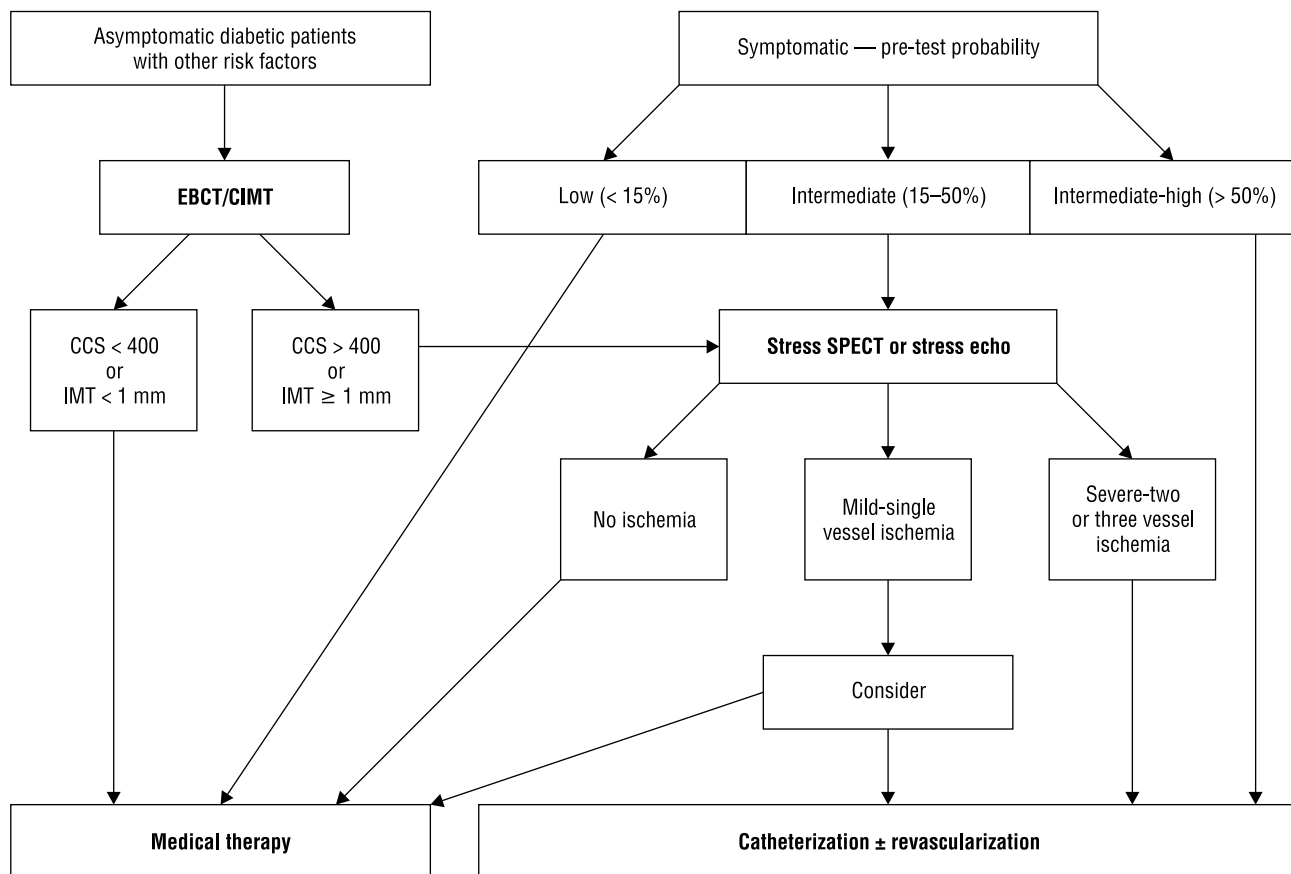 Asymptomatic diabetic patients
with other risk factors
Symptomatic — pre-test probability
EBCT/CIMT
Low (< 15%)
Intermediate (15–50%)
Intermediate-high (> 50%)
CCS < 400
or
IMT < 1 mm
CCS > 400
or
IMT ≥ 1 mm
Stress SPECT or stress echo
No ischemia
Mild-single
vessel ischemia
Severe-two
or three vessel
ischemia
Consider
Medical therapy
Catheterization ± revascularization